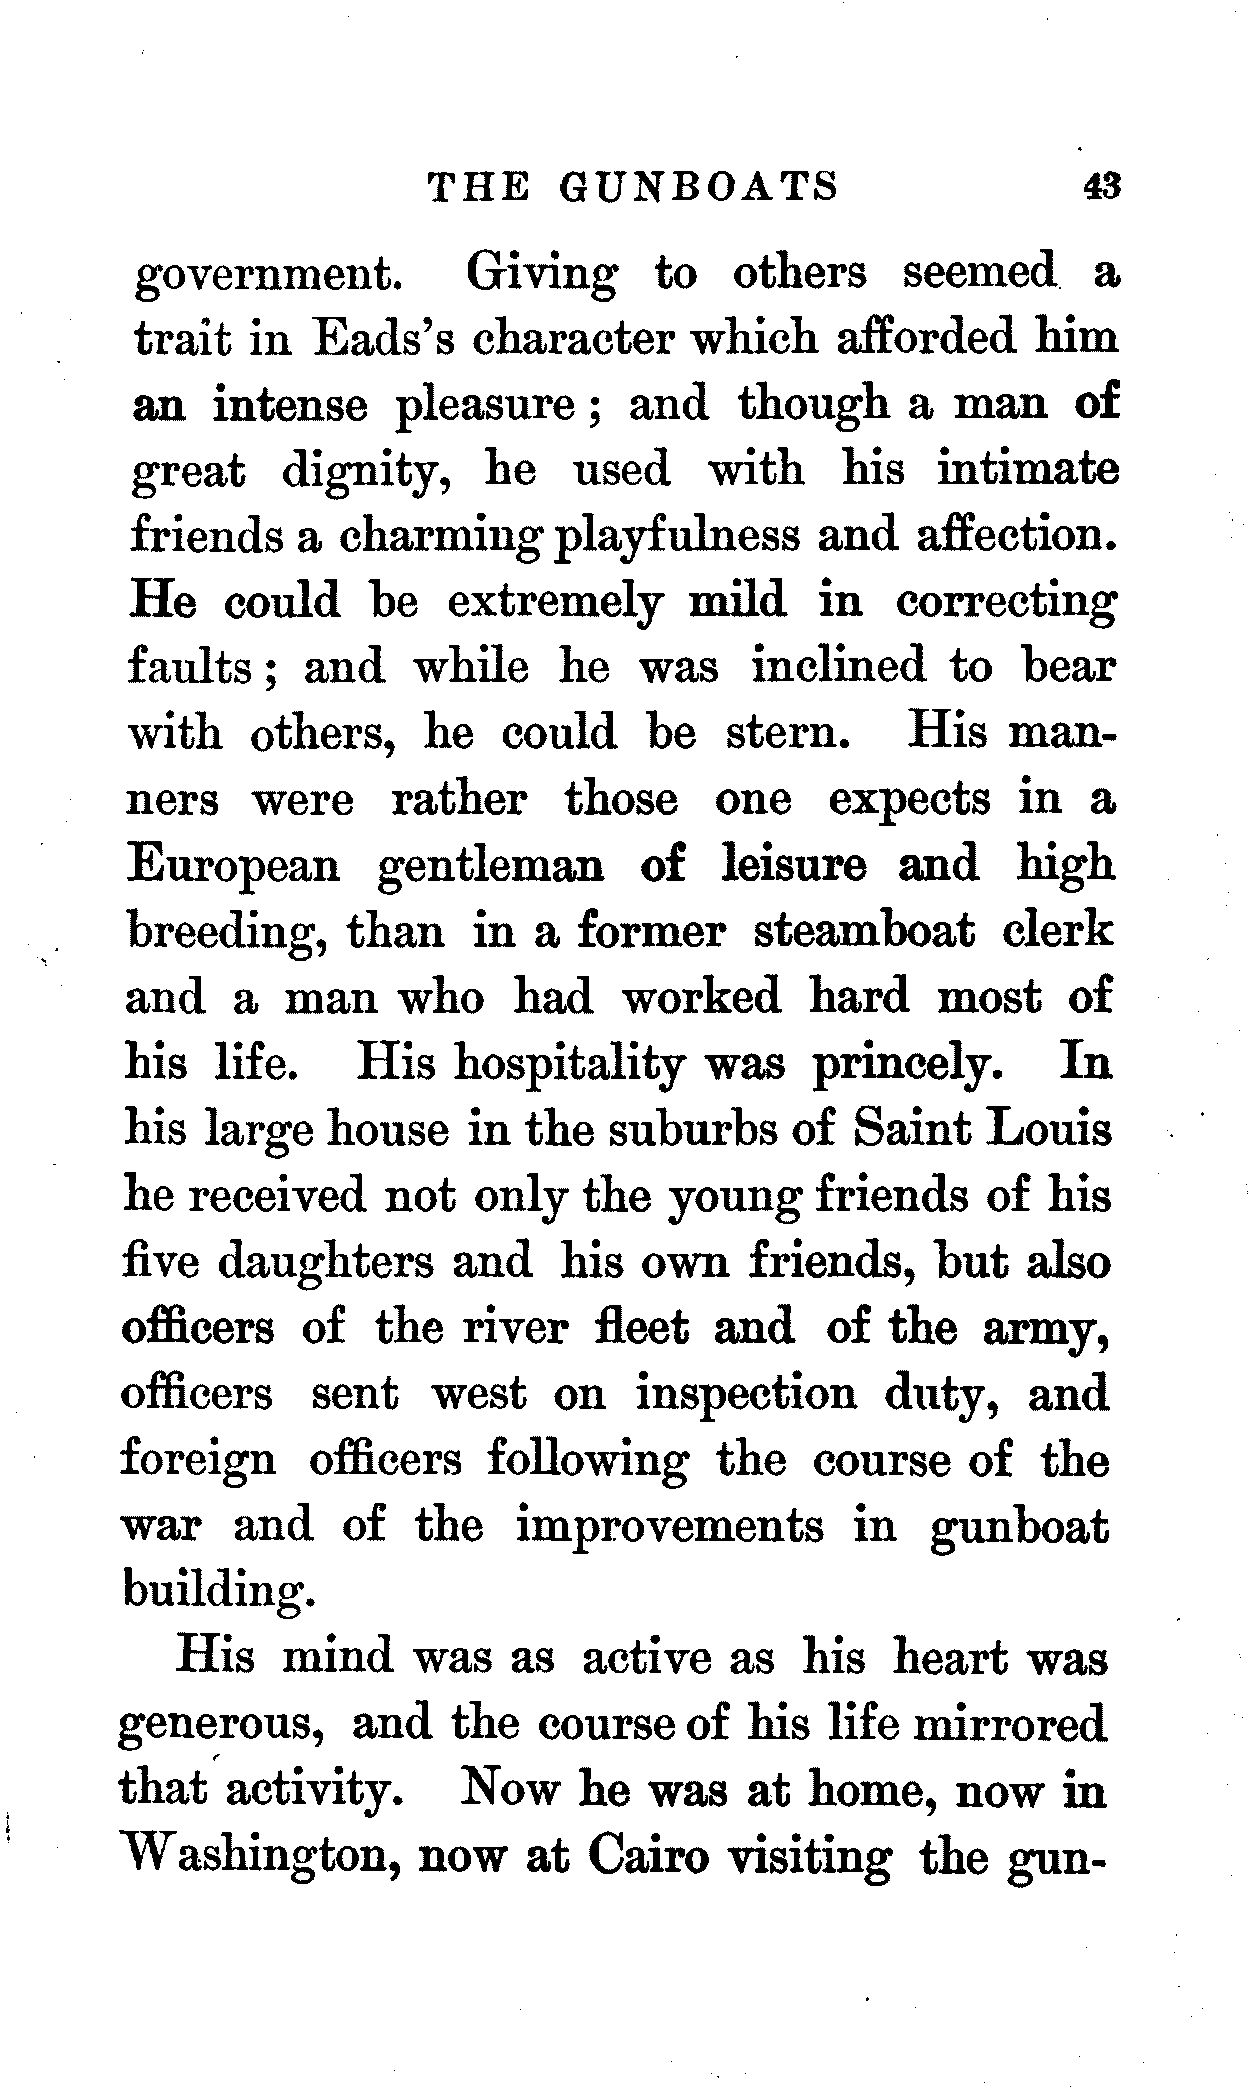 THE GUNBOATS 43
government. Giving to others seemed a
trait in Eads's character which afforded him
an intense pleasure ; and though a man of
great dignity, he used with his intimate
friends a charming playfulness and affection.
He could be extremely mild in correcting
faults ; and while he was inclined to bear
with others, he could be stern. His man-
ners were rather those one expects in a
European gentleman of leisure and high
breeding, than in a former steamboat clerk
and a man who had worked hard most of
his life. His hospitality was princely. In
his large house in the suburbs of Saint Louis
he received not only the young friends of his
five daughters and his own friends, but also
officers of the river fleet and of the army,
officers sent west on inspection duty, and
foreign officers following the course of the
war and of the improvements in gunboat
building.
His mind was as active as his heart was
generous, and the course of his life mirrored
that activity. Now he was at home, now in
Washington, now at Cairo visiting the gun-